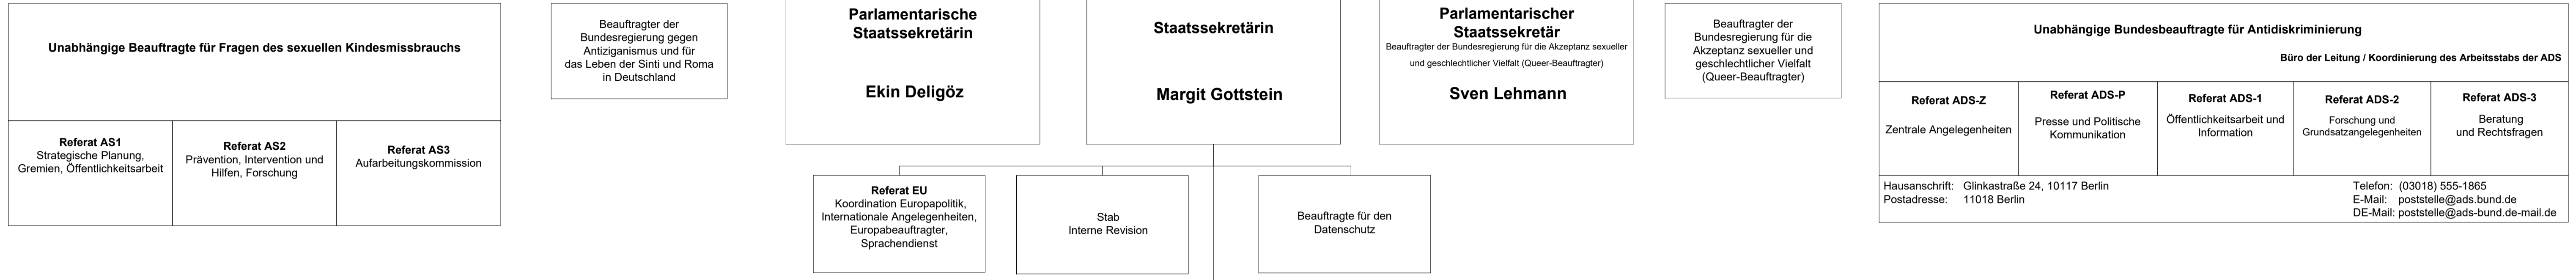 Unabhängige Beauftragte für Fragen des sexuellen Kindesmissbrauchs
Referat AS1
Strategische Planung,
Gremien, Öffentlichkeitsarbeit
Referat AS2
Prävention, Intervention und
Hilfen, Forschung
Referat AS3
Aufarbeitungskommission
Beauftragter der
Bundesregierung gegen
Antiziganismus und für
das Leben der Sinti und Roma
in Deutschland
Parlamentarische
Staatssekretärin
Ekin Deligöz
Staatssekretärin
Margit Gottstein
Parlamentarischer
Staatssekretär
Beauftragter der Bundesregierung für die Akzeptanz sexueller
und geschlechtlicher Vielfalt (Queer-Beauftragter)
Sven Lehmann
Referat EU
Koordination Europapolitik,
Internationale Angelegenheiten,
Europabeauftragter,
Sprachendienst
Stab
Interne Revision
Beauftragte für den
Datenschutz
Beauftragter der
Bundesregierung für die
Akzeptanz sexueller und
geschlechtlicher Vielfalt
(Queer-Beauftragter)
Unabhängige Bundesbeauftragte für Antidiskriminierung
Büro der Leitung / Koordinierung des Arbeitsstabs der ADS
Referat ADS-Z
Zentrale Angelegenheiten
Referat ADS-P
Presse und Politische
Kommunikation
Referat ADS-1
Öffentlichkeitsarbeit und
Information
Referat ADS-2
Forschung und
Grundsatzangelegenheiten
Referat ADS-3
Beratung
und Rechtsfragen
Hausanschrift: Glinkastraße 24, 10117 Berlin
Postadresse: 11018 Berlin
Telefon: (03018) 555-1865
E-Mail: poststelle@ads.bund.de
DE-Mail: poststelle@ads-bund.de-mail.de